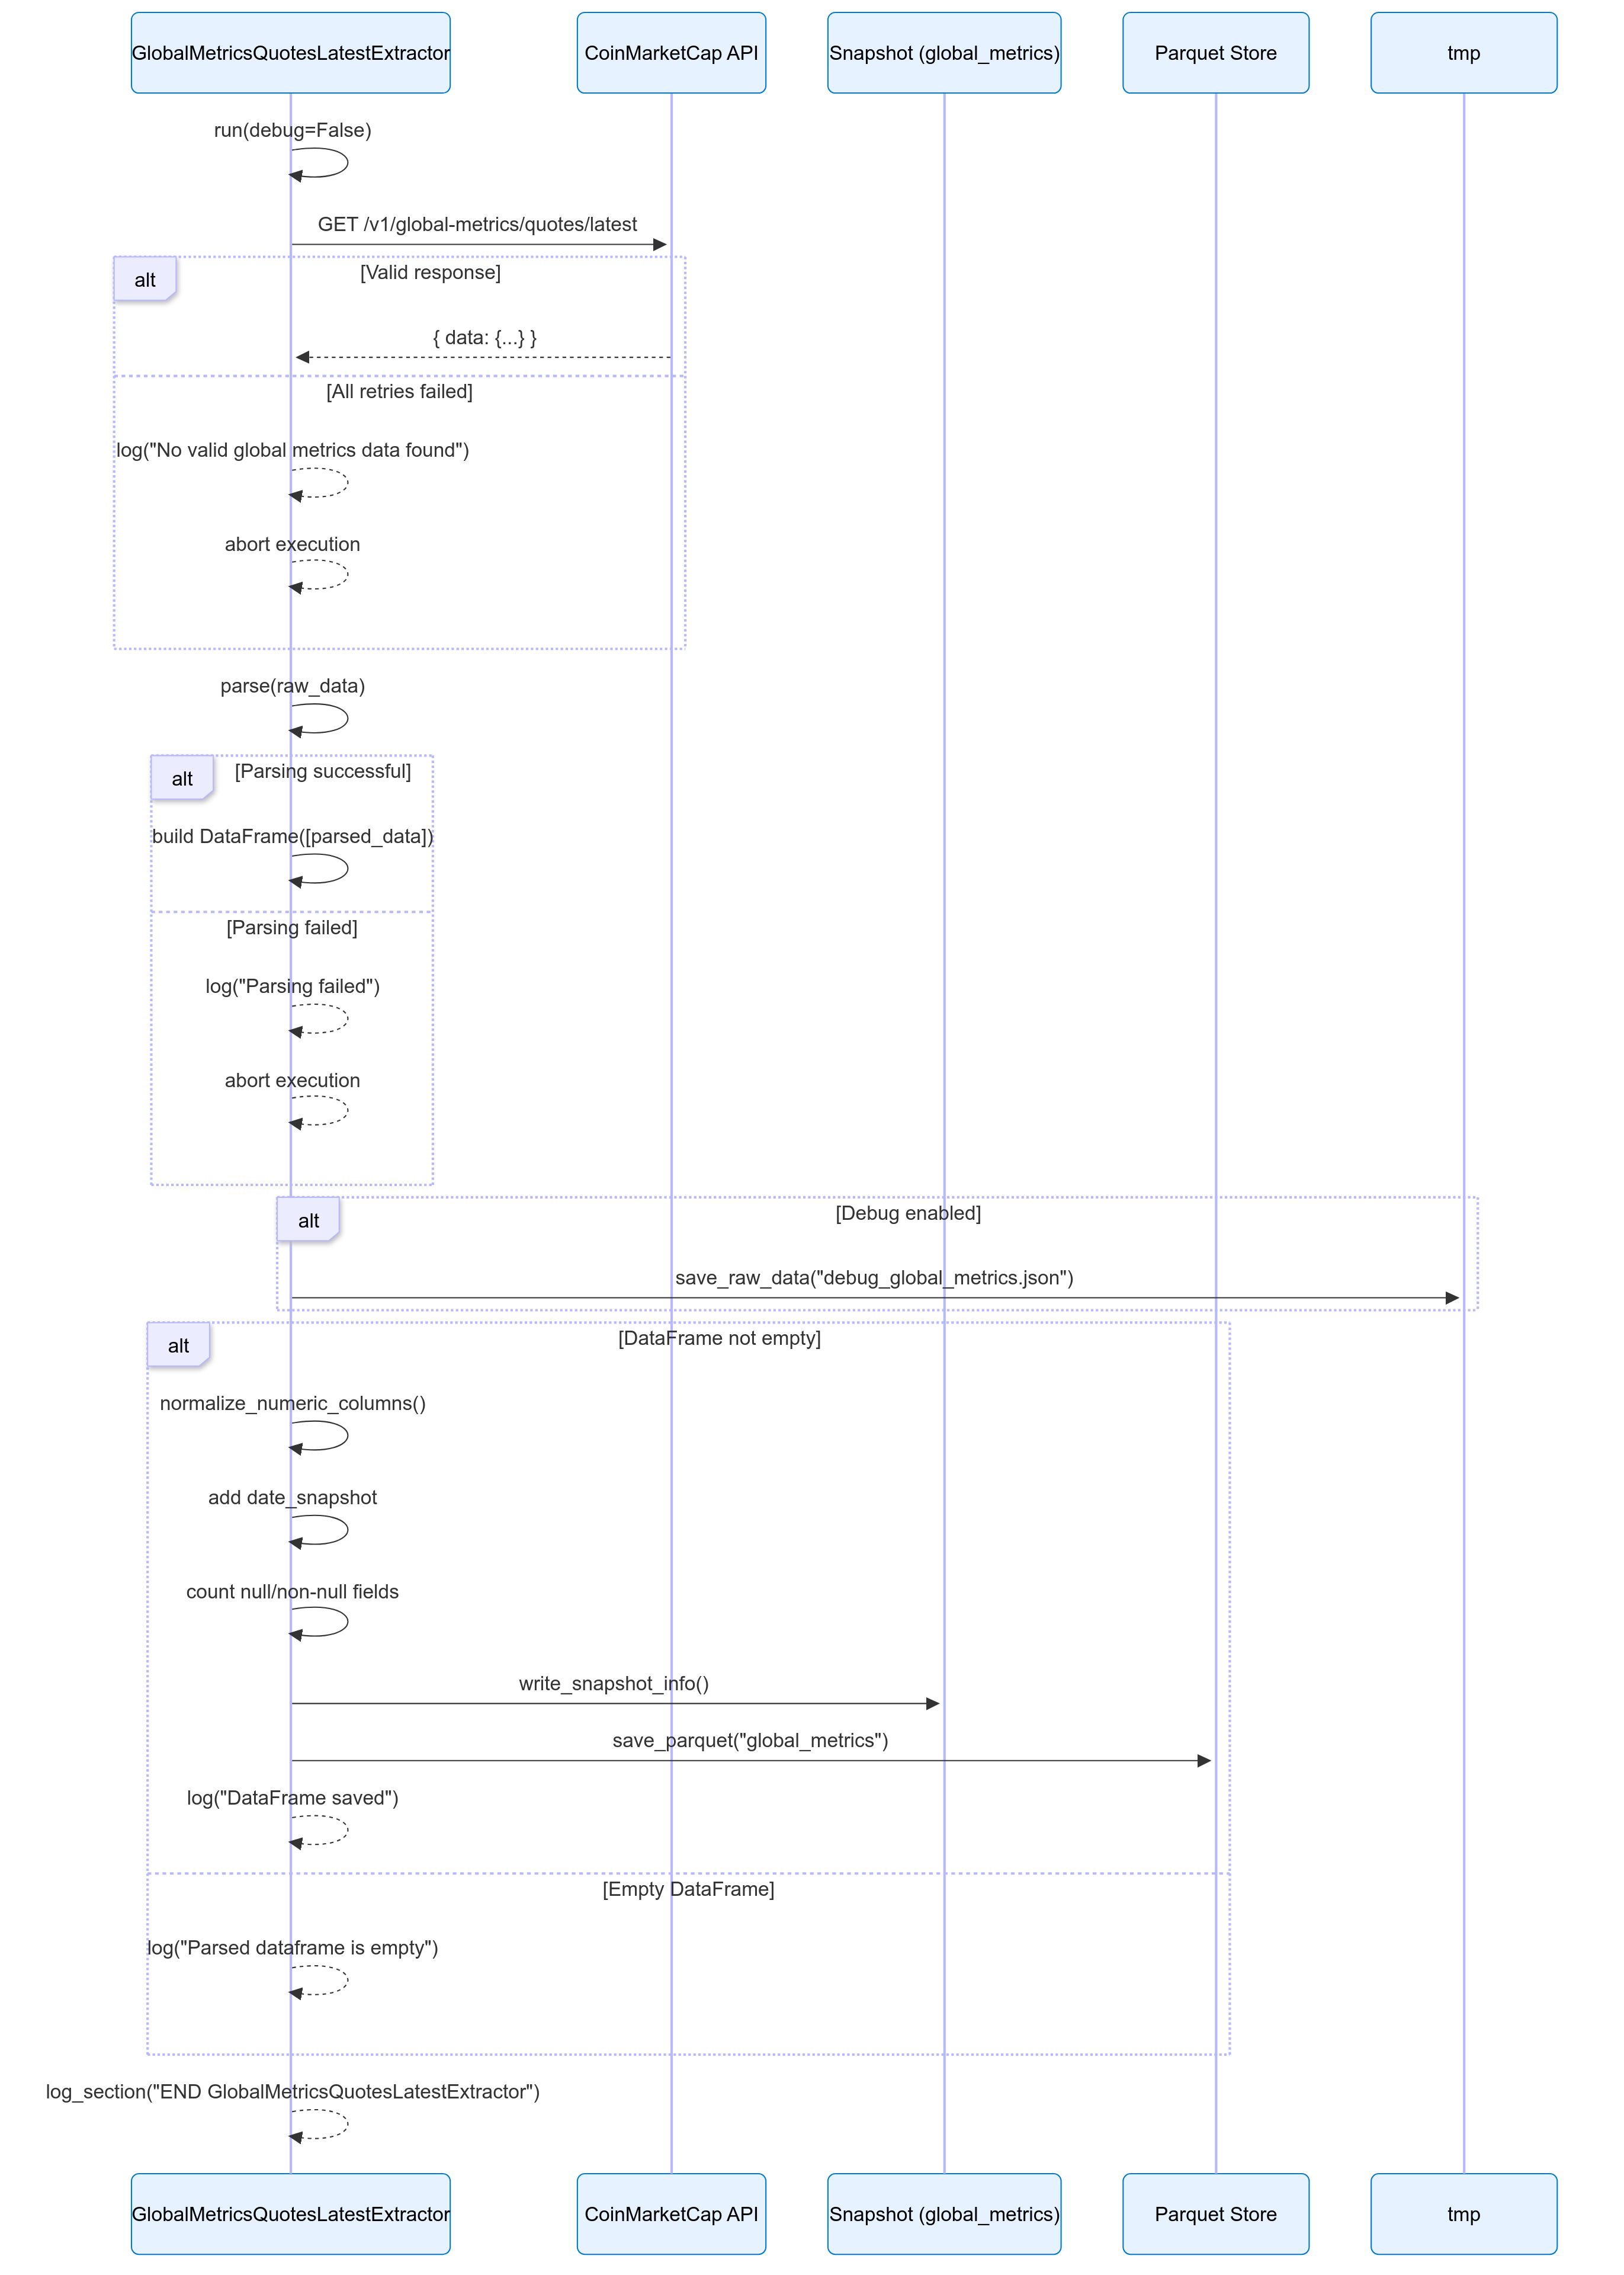 GlobalMetricsQuotesLatestExtractor
CoinMarketCap API
Snapshot (global_metrics)
Parquet Store
tmp
run(debug=False)
GET /v1/global-metrics/quotes/latest
alt
[Valid response]
{ data: {...} }
[All retries failed]
log("No valid global metrics data found")
abort execution
parse(raw_data)
alt
[Parsing successful]
build DataFrame([parsed_data])
[Parsing failed]
log("Parsing failed")
abort execution
alt
[Debug enabled]
save_raw_data("debug_global_metrics.json")
alt
[DataFrame not empty]
normalize_numeric_columns()
add date_snapshot
count null/non-null fields
write_snapshot_info()
save_parquet("global_metrics")
log("DataFrame saved")
[Empty DataFrame]
log("Parsed dataframe is empty")
log_section("END GlobalMetricsQuotesLatestExtractor")
GlobalMetricsQuotesLatestExtractor
CoinMarketCap API
Snapshot (global_metrics)
Parquet Store
tmp